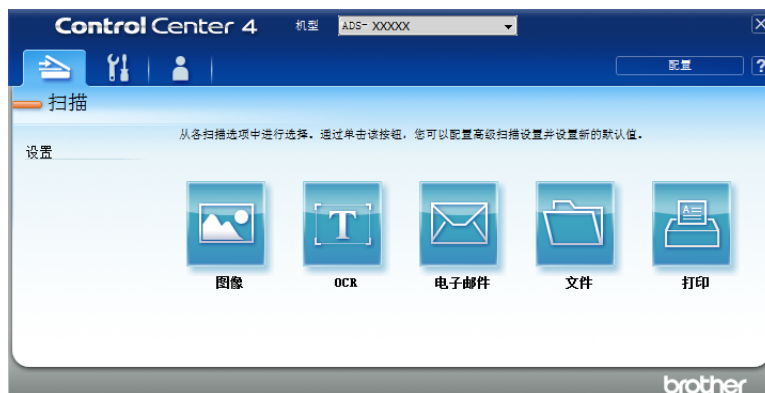 Control Center 4 机型 ADS- XXXXX
配置 ?
扫描
从各扫描选项中进行选择。通过单击该按钮，您可以配置高级扫描设置并设置新的默认值。
设置
T A
图像 OCR 电子邮件 文件 打印
brother